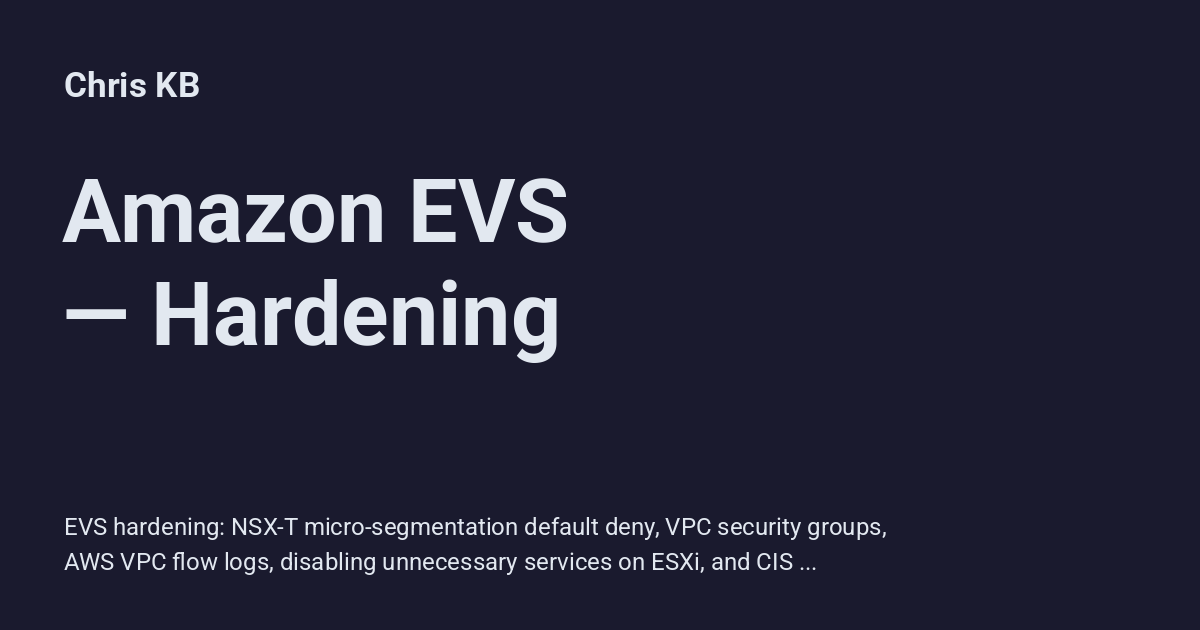 Chris KB
Amazon EVS
— Hardening
EVS hardening: NSX-T micro-segmentation default deny, VPC security groups,
AWS VPC flow logs, disabling unnecessary services on ESXi, and CIS ...